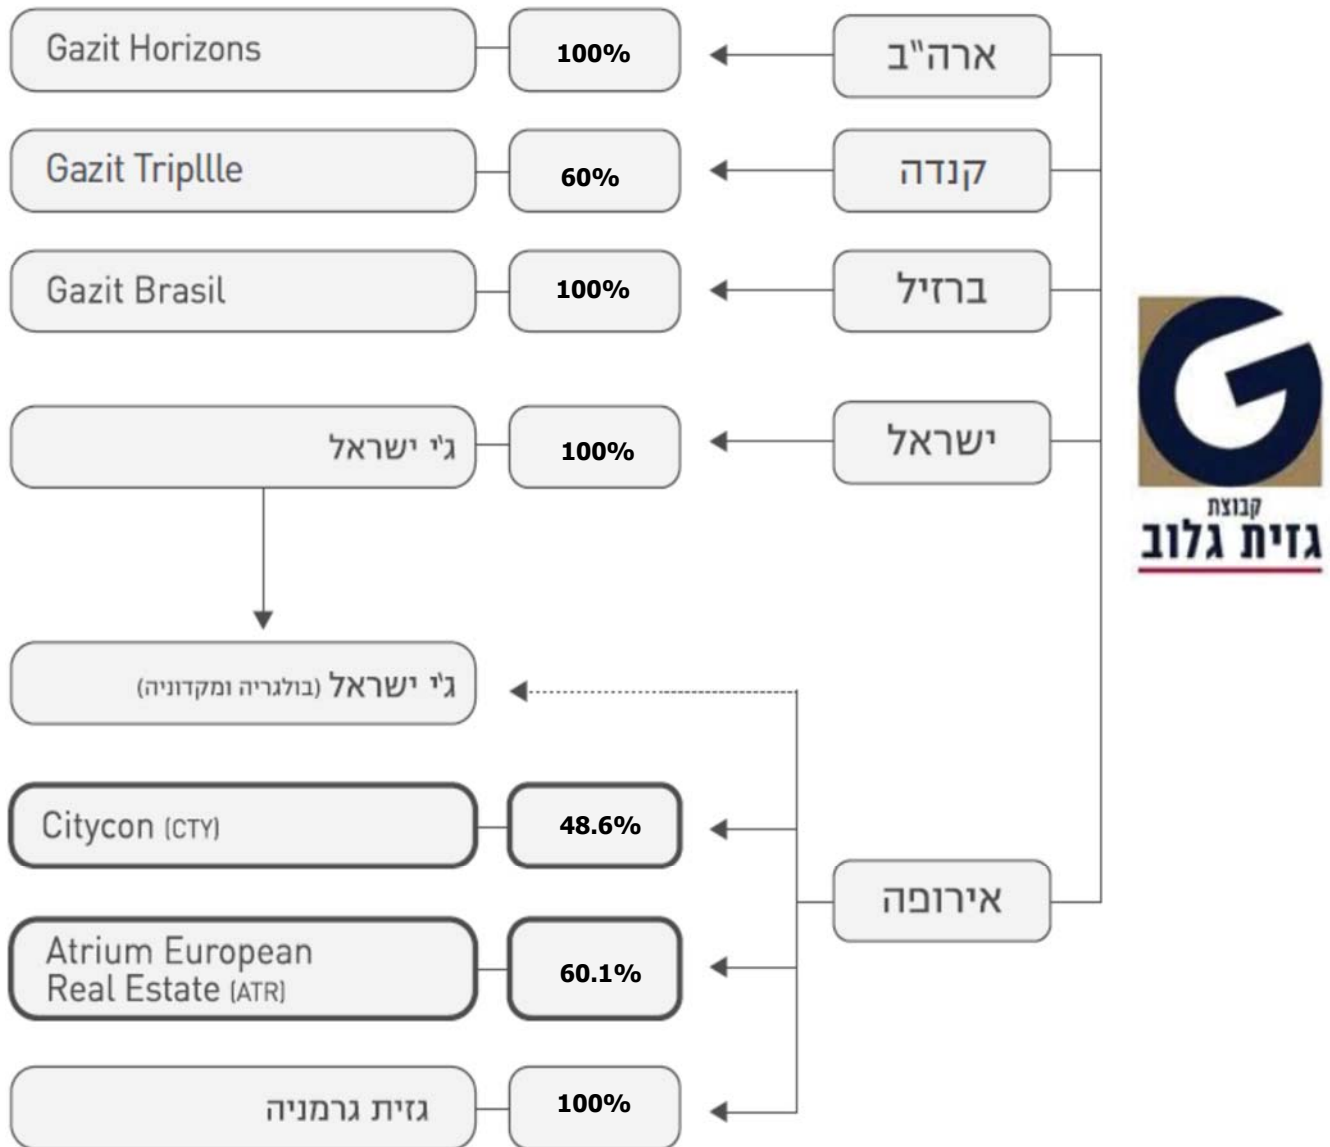 ארה"ב
100%
Gazit Horizons
קנדה
60%
Gazit Tripllle
ברזיל
100%
Gazit Brasil
ישראל
100%
ג'י ישראל
קבוצת
גזית גלוב
ג'י ישראל (בולגריה ומקדוניה)
אירופה
48.6%
Citycon (CTY)
60.1%
Atrium European
Real Estate (ATR)
100%
גזית גרמניה